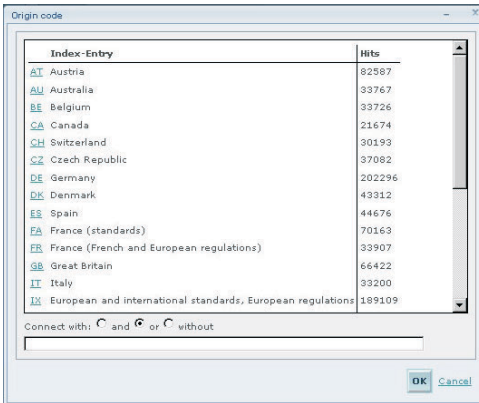 Origin code
Index-Entry Hits
AT Austria 82587
AU Australia 33767
BE Belgium 33726
CA Canada 21674
CH Switzerland 30193
CZ Czech Republic 37082
DE Germany 202296
DK Denmark 43312
ES Spain 44676
FA France (standards) 70163
FR France (French and European regulations) 33907
GB Great Britain 66422
IT Italy 33200
IX European and international standards, European regulations 189109
Connect with: and or without
OK Cancel